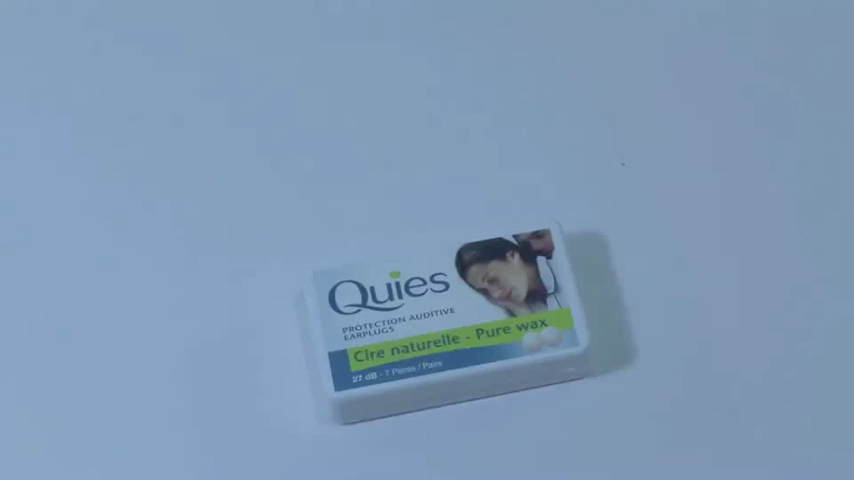 Quies
PROTECTION AUDITIVE
EARPLUGS
Cire naturelle - Pure wax
27 dB - 7 Paires / Pairs